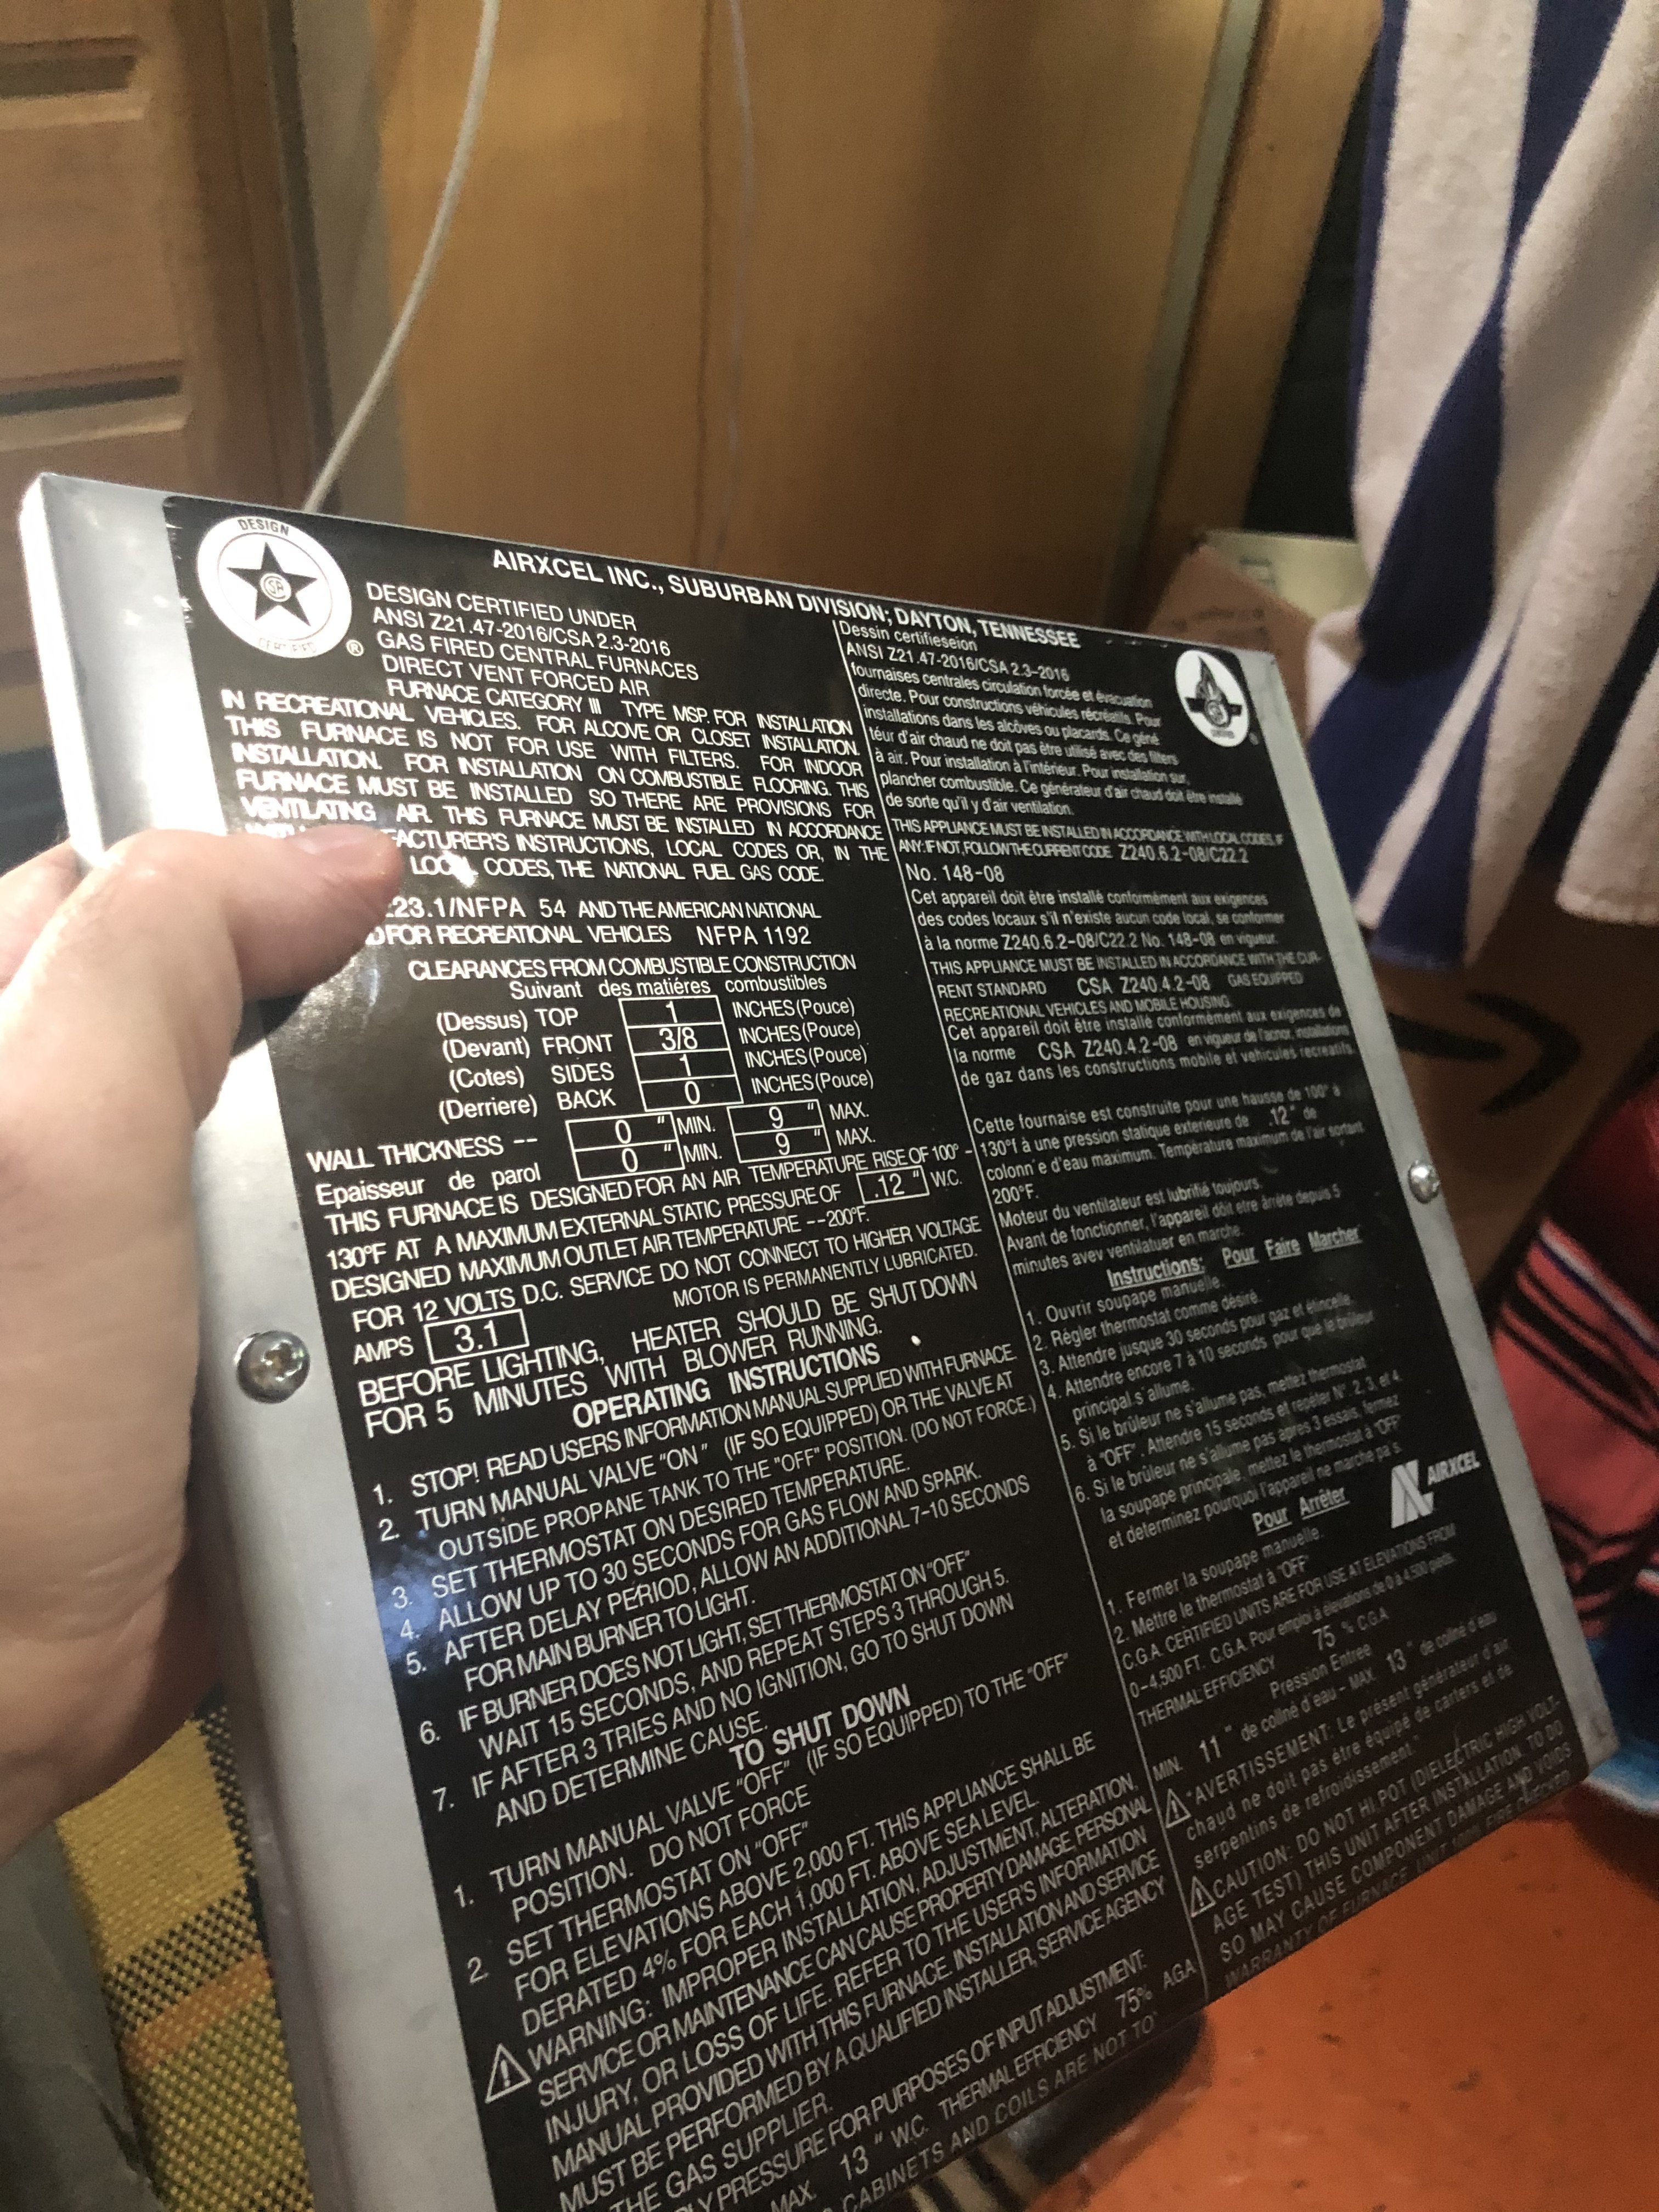 DESIGN
CERTIFIED
®
AIRXCEL INC., SUBURBAN DIVISION; DAYTON, TENNESSEE
DESIGN CERTIFIED UNDER
ANSI Z21.47-2016/CSA 2.3-2016
GAS FIRED CENTRAL FURNACES
DIRECT VENT FORCED AIR
FURNACE CATEGORY III TYPE MSP. FOR INSTALLATION
IN RECREATIONAL VEHICLES. FOR ALCOVE OR CLOSET INSTALLATION.
THIS FURNACE IS NOT FOR USE WITH FILTERS. FOR INDOOR
INSTALLATION. FOR INSTALLATION ON COMBUSTIBLE FLOORING. THIS
FURNACE MUST BE INSTALLED SO THERE ARE PROVISIONS FOR
VENTILATING AIR. THIS FURNACE MUST BE INSTALLED IN ACCORDANCE
FACTURER'S INSTRUCTIONS, LOCAL CODES OR, IN THE
LOCAL CODES, THE NATIONAL FUEL GAS CODE.
223.1/NFPA 54 AND THE AMERICAN NATIONAL
D FOR RECREATIONAL VEHICLES NFPA 1192
CLEARANCES FROM COMBUSTIBLE CONSTRUCTION
Suivant des matiéres combustibles
(Dessus) TOP 1 INCHES (Pouce)
(Devant) FRONT 3/8 INCHES (Pouce)
(Cotes) SIDES 1 INCHES (Pouce)
(Derriere) BACK 0 INCHES (Pouce)
WALL THICKNESS -- 0 " MIN. 9 " MAX.
Epaisseur de parol 0 " MIN. 9 " MAX.
THIS FURNACE IS DESIGNED FOR AN AIR TEMPERATURE RISE OF 100° -
130°F AT A MAXIMUM EXTERNAL STATIC PRESSURE OF .12 " W.C.
DESIGNED MAXIMUM OUTLET AIR TEMPERATURE --200°F.
FOR 12 VOLTS D.C. SERVICE DO NOT CONNECT TO HIGHER VOLTAGE
AMPS 3.1 MOTOR IS PERMANENTLY LUBRICATED.
BEFORE LIGHTING, HEATER SHOULD BE SHUT DOWN
FOR 5 MINUTES WITH BLOWER RUNNING.
OPERATING INSTRUCTIONS
1. STOP! READ USERS INFORMATION MANUAL SUPPLIED WITH FURNACE
2. TURN MANUAL VALVE "ON" (IF SO EQUIPPED) OR THE VALVE AT
OUTSIDE PROPANE TANK TO THE "OFF" POSITION. (DO NOT FORCE.)
3. SET THERMOSTAT ON DESIRED TEMPERATURE.
4. ALLOW UP TO 30 SECONDS FOR GAS FLOW AND SPARK.
5. AFTER DELAY PERIOD, ALLOW AN ADDITIONAL 7-10 SECONDS
FOR MAIN BURNER TO LIGHT.
6. IF BURNER DOES NOT LIGHT, SET THERMOSTAT ON "OFF"
WAIT 15 SECONDS, AND REPEAT STEPS 3 THROUGH 5.
7. IF AFTER 3 TRIES AND NO IGNITION, GO TO SHUT DOWN
AND DETERMINE CAUSE.
TO SHUT DOWN
1. TURN MANUAL VALVE "OFF" (IF SO EQUIPPED) TO THE "OFF"
POSITION. DO NOT FORCE
2. SET THERMOSTAT ON "OFF"
FOR ELEVATIONS ABOVE 2,000 FT. THIS APPLIANCE SHALL BE
DERATED 4% FOR EACH 1,000 FT. ABOVE SEA LEVEL.
WARNING: IMPROPER INSTALLATION, ADJUSTMENT, ALTERATION,
SERVICE OR MAINTENANCE CAN CAUSE PROPERTY DAMAGE, PERSONAL
INJURY, OR LOSS OF LIFE. REFER TO THE USER'S INFORMATION
MANUAL PROVIDED WITH THIS FURNACE. INSTALLATION AND SERVICE
MUST BE PERFORMED BY A QUALIFIED INSTALLER, SERVICE AGENCY
THE GAS SUPPLIER.
LY PRESSURE FOR PURPOSES OF INPUT ADJUSTMENT:
MAX. 13 " W.C. THERMAL EFFICIENCY 75% AGA
CABINETS AND COILS ARE NOT TO
Dessin certifieseion
ANSI Z21.47-2016/CSA 2.3-2016
fournaises centrales circulation forcée et évacuation
directe. Pour constructions véhicules récréatifs. Pour
installations dans les alcôves ou placards. Ce géné
téur d'air chaud ne doit pas être utilisé avec des filters
à air. Pour installation à l'intérieur. Pour installation sur
plancher combustible. Ce générateur d'air chaud doit être installé
de sorte qu'il y d'air ventilation.
THIS APPLIANCE MUST BE INSTALLED IN ACCORDANCE WITH LOCAL CODES, IF
ANY: IF NOT, FOLLOW THE CURRENT CODE Z240.6.2-08/C22.2
No. 148-08
Cet appareil doit être installé conformément aux exigences
des codes locaux s'il n'existe aucun code local, se conformer
à la norme Z240.6.2-08/C22.2 No. 148-08 en vigueur.
THIS APPLIANCE MUST BE INSTALLED IN ACCORDANCE WITH THE CUR-
RENT STANDARD CSA Z240.4.2-08 GAS EQUIPPED
RECREATIONAL VEHICLES AND MOBILE HOUSING.
Cet appareil doit être installé conformément aux exigences de
la norme CSA Z240.4.2-08 en vigueur de installations
de gaz dans les constructions mobile et vehicules recreatifs.
Cette fournaise est construite pour une hausse de 100° à
130°f à une pression statique exterieure de .12" de
colonn e d'eau maximum. Température maximum de l'air sortant
200°F.
Moteur du ventilateur est lubrifié toujours.
Avant de fonctionner, l'appareil doit etre àrrète depuis 5
minutes avev ventilatuer en marche.
Instructions: Pour Faire Marcher
1. Ouvrir soupape manuelle.
2. Règler thermostat comme désiré.
3. Attendre jusque 30 seconds pour gaz et étincelle.
4. Attendre encore 7 à 10 seconds pour que le brûleur
principal s'allume.
5. Si le brûleur ne s'allume pas, mettez thermostat
à "OFF". Attendre 15 seconds et repéter N°. 2, 3, et 4.
6. Si le brûleur ne s'allume pas apres 3 essais, fermez
la soupape principale, mettez le thermostat à "OFF"
et determinez pourquoi l'appareil ne marche pa s.
Pour Arrêter
AIRXCEL
1. Fermer la soupape manuelle.
2. Mettre le thermostat à "OFF"
C.G.A. CERTIFIED UNITS ARE FOR USE AT ELEVATIONS FROM
0-4,500 FT. C.G.A. Pour emploi à élevations de 0 à 4,500 pieds.
THERMAL EFFICIENCY 75 % C.G.A
Pression Entree
MIN. 11 " de colliné d'eau - MAX. 13 " de colliné d'eau
"AVERTISSEMENT: Le présent générateur d'air
chaud ne doit pas être équipé de carters et de
serpentins de refroidissement."
CAUTION: DO NOT HI POT (DIELECTRIC HIGH VOLT-
AGE TEST) THIS UNIT AFTER INSTALLATION. TO DO
SO MAY CAUSE COMPONENT DAMAGE AND VOIDS
WARRANTY OF FURNACE. UNIT 100% FIRE CHECKED